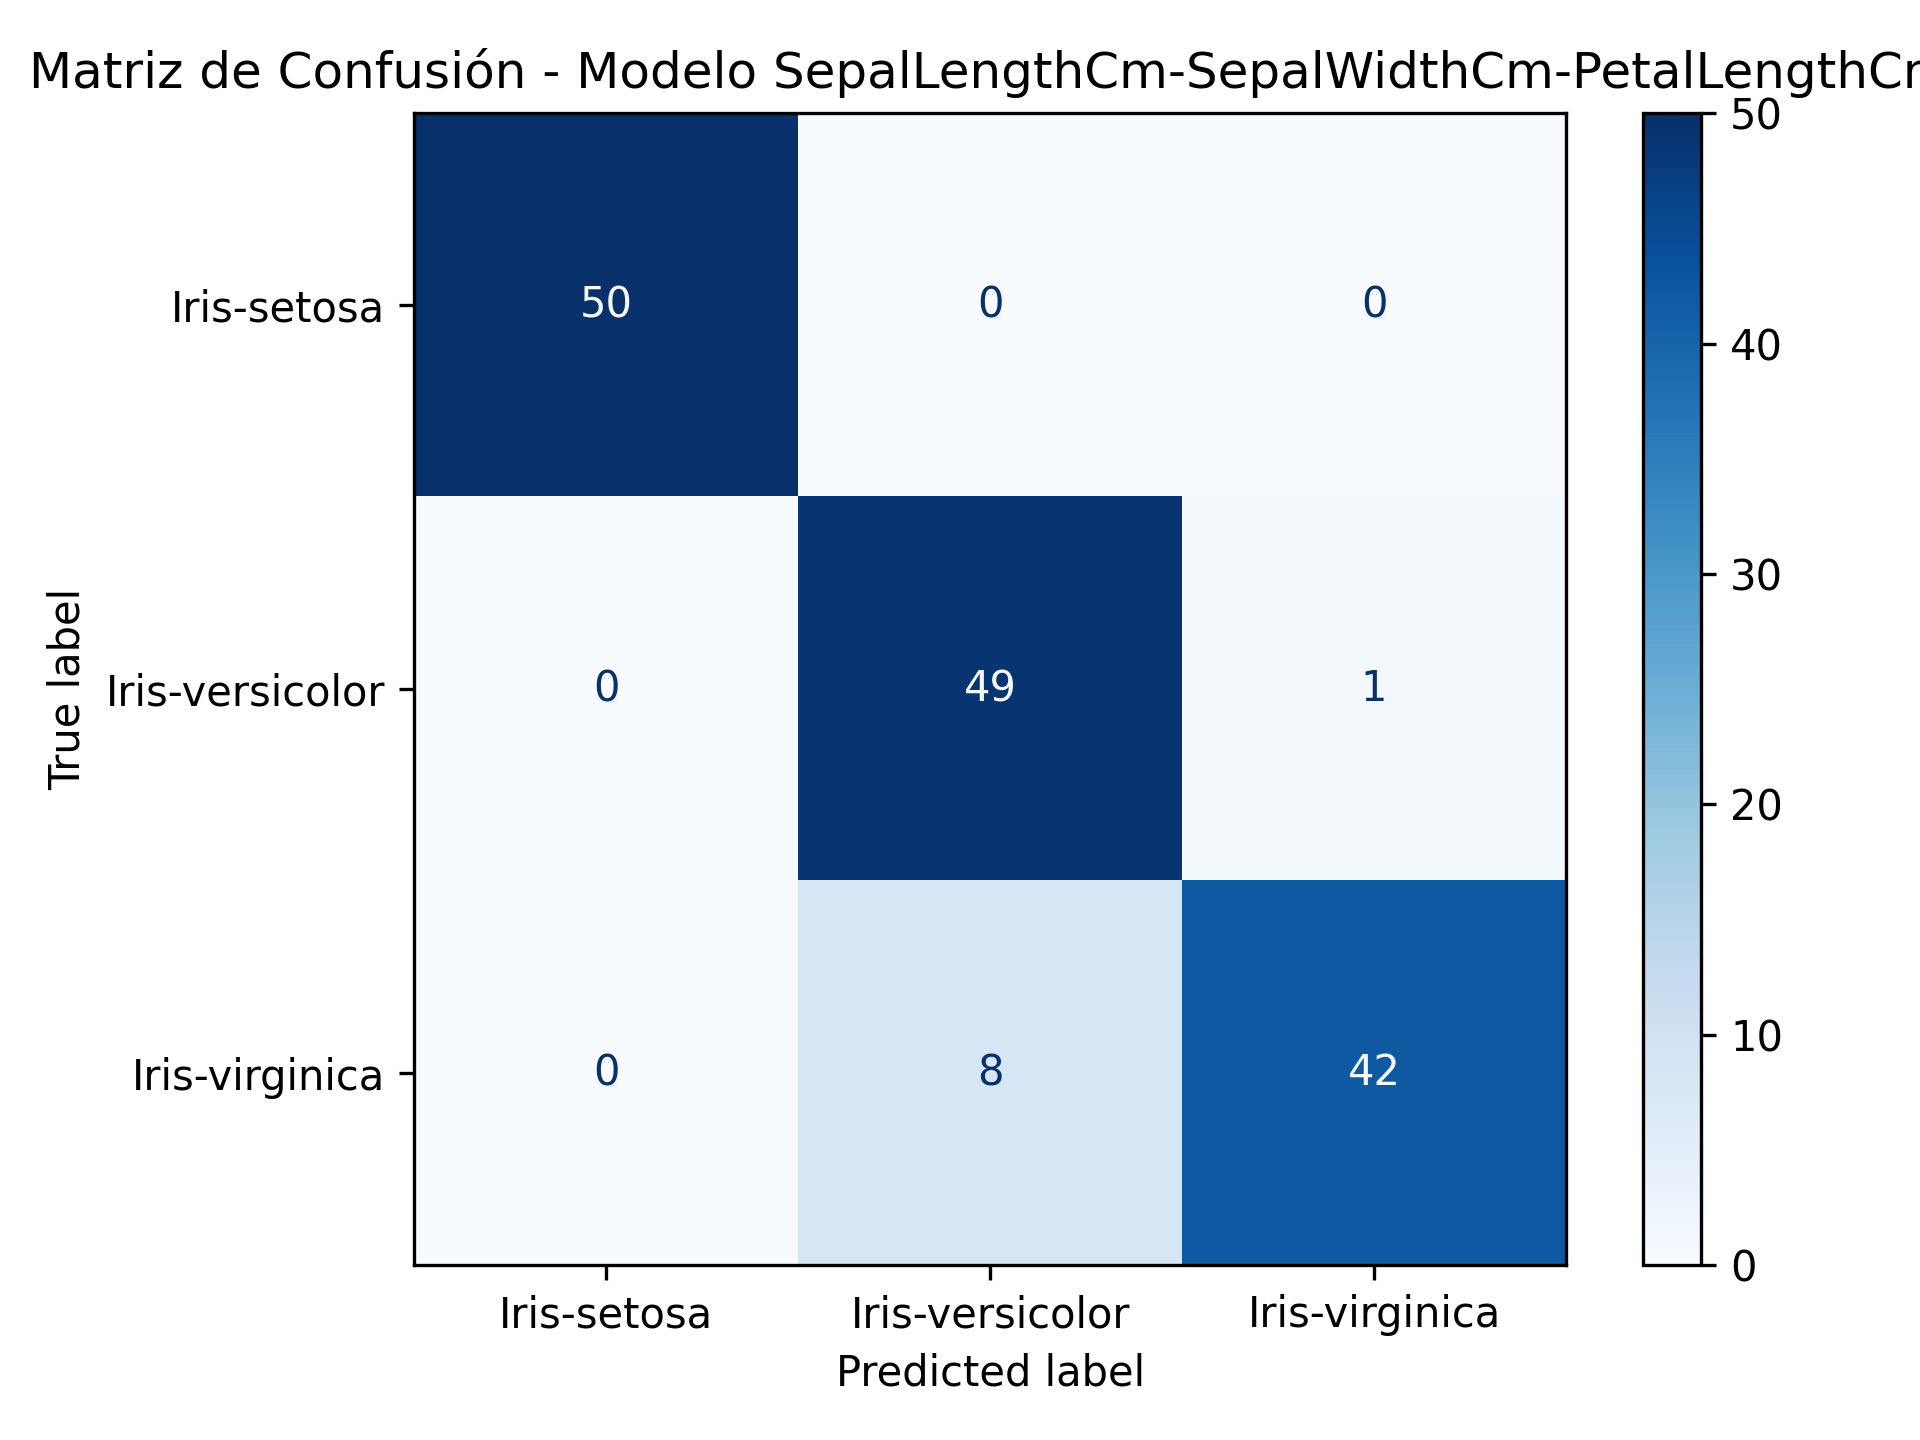 Matriz de Confusión - Modelo SepalLengthCm-SepalWidthCm-PetalLengthC
50
40
30
20
10
0
True label
Iris-setosa
50 0 0
Iris-versicolor
0 49 1
Iris-virginica
0 8 42
Iris-setosa Iris-versicolor Iris-virginica
Predicted label